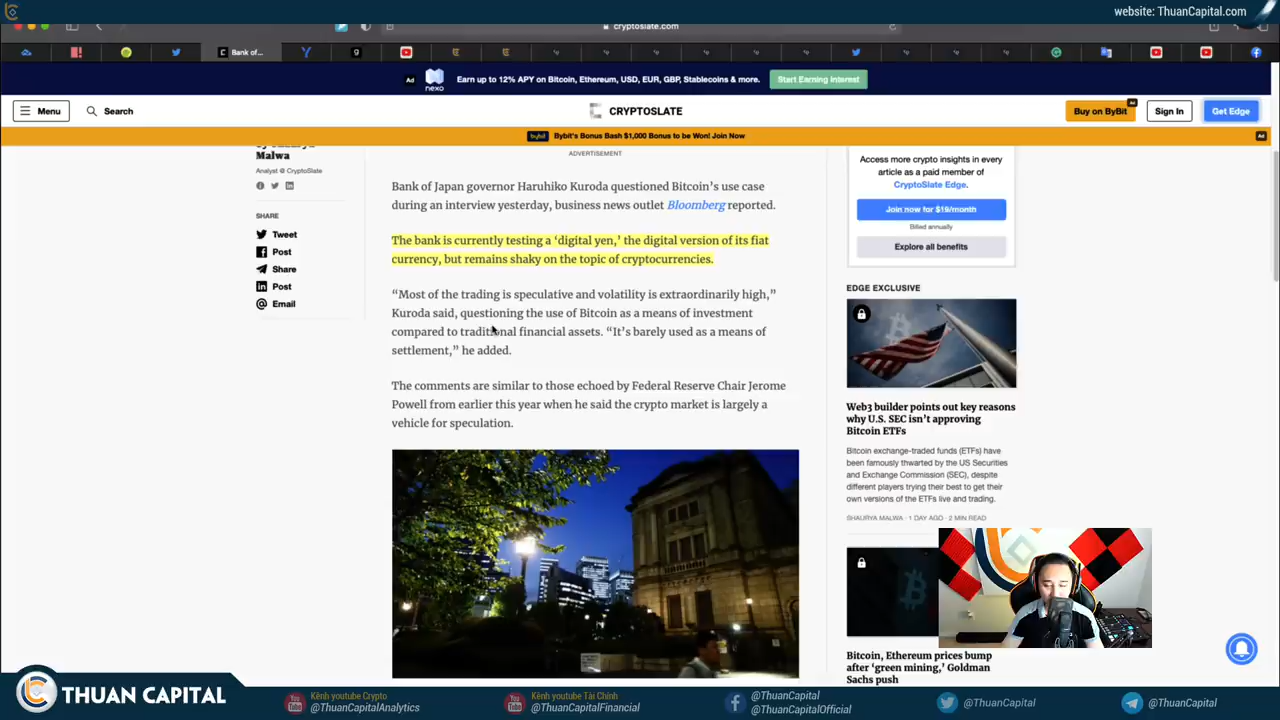 website: ThuanCapital.com
cryptoslate.com
Bank of...
Ad
nexo
Earn up to 12% APY on Bitcoin, Ethereum, USD, EUR, GBP, Stablecoins & more.
Start Earning Interest
Menu
Search
CRYPTOSLATE
Buy on ByBit
Ad
Sign In
Get Edge
Bybit's Bonus Bash $1,000 Bonus to be Won! Join Now
Ad
Malwa
Analyst @ CryptoSlate
SHARE
Tweet
Post
Share
Post
Email
ADVERTISEMENT
Bank of Japan governor Haruhiko Kuroda questioned Bitcoin's use case
during an interview yesterday, business news outlet Bloomberg reported.
The bank is currently testing a 'digital yen,' the digital version of its fiat
currency, but remains shaky on the topic of cryptocurrencies.
“Most of the trading is speculative and volatility is extraordinarily high,”
Kuroda said, questioning the use of Bitcoin as a means of investment
compared to traditional financial assets. “It's barely used as a means of
settlement,” he added.
The comments are similar to those echoed by Federal Reserve Chair Jerome
Powell from earlier this year when he said the crypto market is largely a
vehicle for speculation.
Access more crypto insights in every
article as a paid member of
CryptoSlate Edge.
Join now for $19/month
Billed annually
Explore all benefits
EDGE EXCLUSIVE
Web3 builder points out key reasons
why U.S. SEC isn't approving
Bitcoin ETFs
Bitcoin exchange-traded funds (ETFs) have
been famously thwarted by the US Securities
and Exchange Commission (SEC), despite
different players trying their best to get their
own versions of the ETFs live and trading.
SHAURYA MALWA · 1 DAY AGO · 2 MIN READ
Bitcoin, Ethereum prices bump
after 'green mining,' Goldman
Sachs push
THUAN CAPITAL
Kênh youtube Crypto
@ThuanCapitalAnalytics
Kênh youtube Tài Chính
@ThuanCapitalFinancial
@ThuanCapital
@ThuanCapitalOfficial
@ThuanCapital
@ThuanCapital